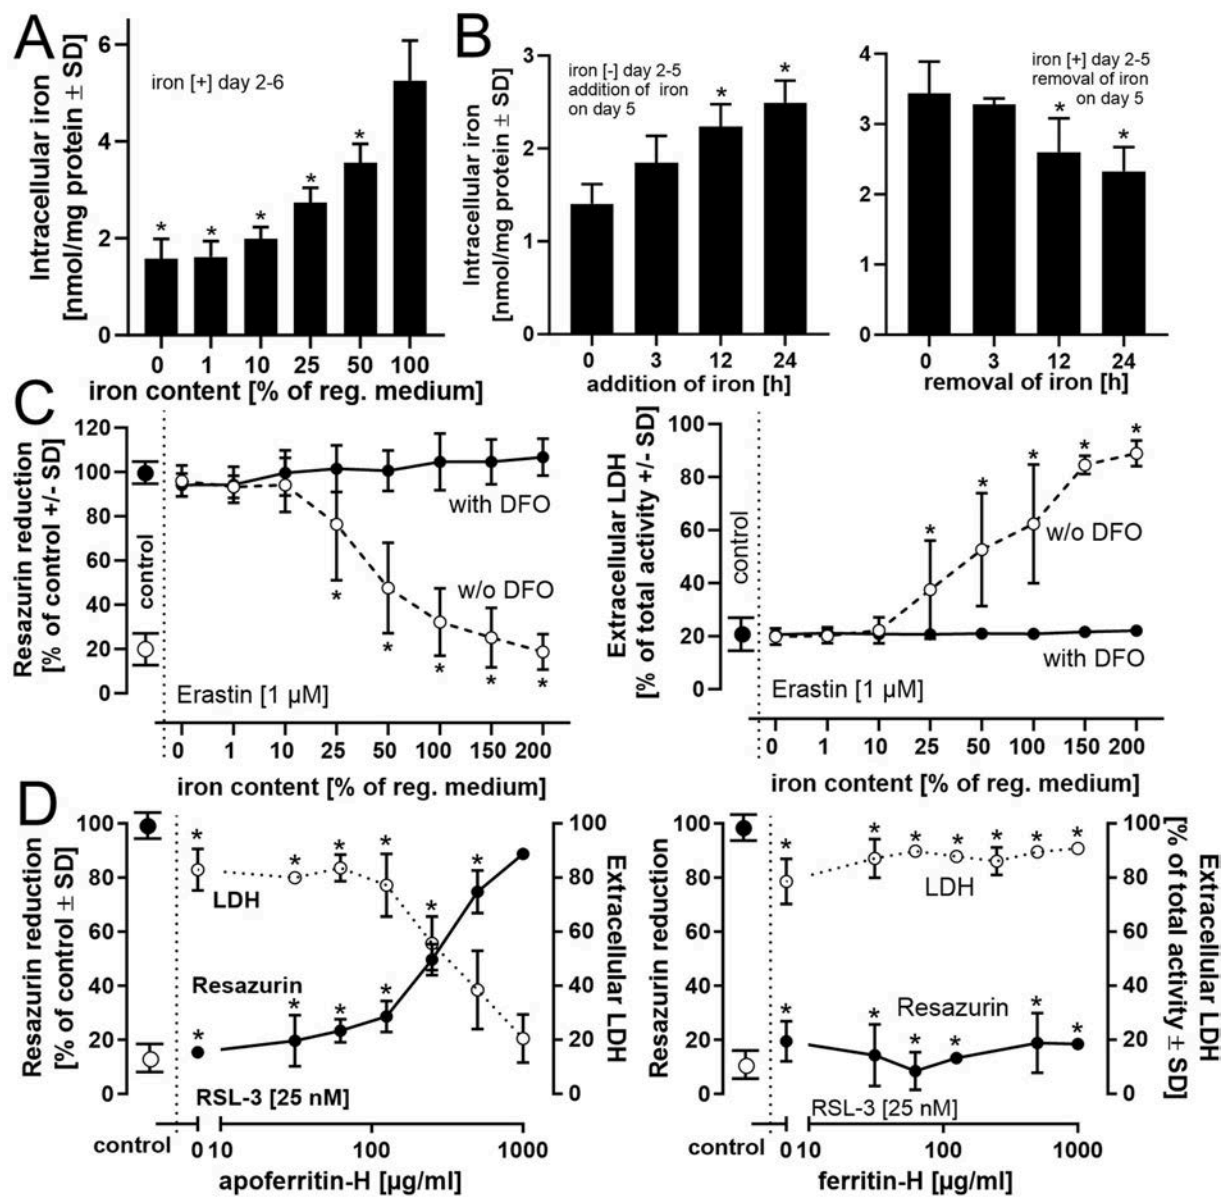 A
Intracellular iron
[nmol/mg protein ± SD]
6
4
2
0
iron [+] day 2-6
*
*
*
*
*
0 1 10 25 50 100
iron content [% of reg. medium]
B
Intracellular iron
[nmol/mg protein ± SD]
3
2
1
0
iron [-] day 2-5
addition of iron
on day 5
*
*
0 3 12 24
addition of iron [h]
4
3
2
1
0
iron [+] day 2-5
removal of iron
on day 5
*
*
0 3 12 24
removal of iron [h]
C
Resazurin reduction
[% of control +/- SD]
120
100
80
60
40
20
0
control
with DFO
w/o DFO
*
*
*
*
*
Erastin [1 µM]
0 1 10 25 50 100 150 200
iron content [% of reg. medium]
Extracellular LDH
[% of total activity +/- SD]
100
80
60
40
20
0
control
*
*
*
*
*
w/o DFO
with DFO
Erastin [1 µM]
0 1 10 25 50 100 150 200
iron content [% of reg. medium]
D
Resazurin reduction
[% of control ± SD]
100
80
60
40
20
0
* * * * * *
LDH
Resazurin
* * * *
RSL-3 [25 nM]
100
80
60
40
20
0
Extracellular LDH
control
0 10 100 1000
apoferritin-H [µg/ml]
Resazurin reduction
100
80
60
40
20
0
* * * * * * *
LDH
Resazurin
* * * * * *
RSL-3 [25 nM]
100
80
60
40
20
0
Extracellular LDH
[% of total activity ± SD]
control
0 10 100 1000
ferritin-H [µg/ml]